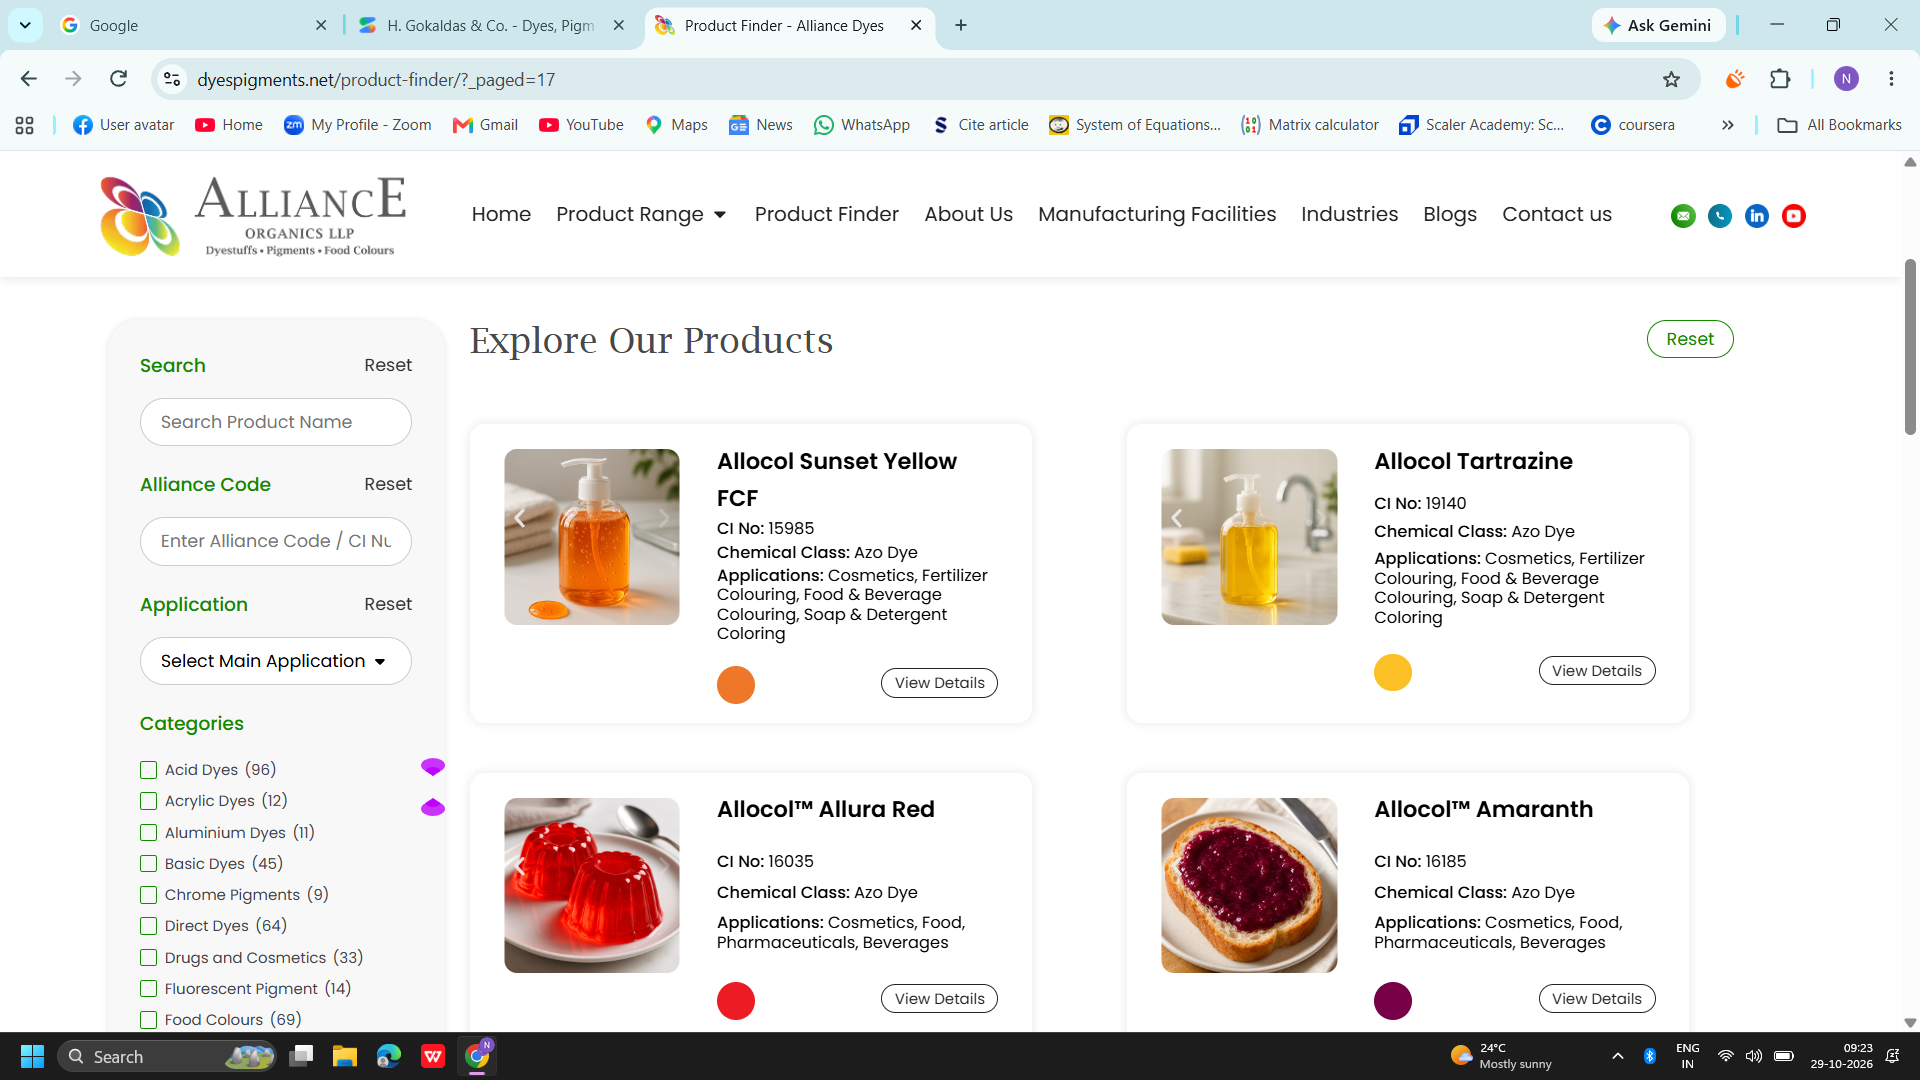 Google
H. Gokaldas & Co. - Dyes, Pigm
Product Finder - Alliance Dyes
Ask Gemini
dyespigments.net/product-finder/?_paged=17
N
User avatar
Home
My Profile - Zoom
Gmail
YouTube
Maps
News
WhatsApp
Cite article
System of Equations...
Matrix calculator
Scaler Academy: Sc...
coursera
All Bookmarks
ALLIANCE
ORGANICS LLP
Dyestuffs • Pigments • Food Colours
Home
Product Range
Product Finder
About Us
Manufacturing Facilities
Industries
Blogs
Contact us
Search
Reset
Search Product Name
Alliance Code
Reset
Enter Alliance Code / CI Nu
Application
Reset
Select Main Application
Categories
Acid Dyes (96)
Acrylic Dyes (12)
Aluminium Dyes (11)
Basic Dyes (45)
Chrome Pigments (9)
Direct Dyes (64)
Drugs and Cosmetics (33)
Fluorescent Pigment (14)
Food Colours (69)
Explore Our Products
Reset
Allocol Sunset Yellow
FCF
CI No: 15985
Chemical Class: Azo Dye
Applications: Cosmetics, Fertilizer
Colouring, Food & Beverage
Colouring, Soap & Detergent
Coloring
View Details
Allocol Tartrazine
CI No: 19140
Chemical Class: Azo Dye
Applications: Cosmetics, Fertilizer
Colouring, Food & Beverage
Colouring, Soap & Detergent
Coloring
View Details
Allocol™ Allura Red
CI No: 16035
Chemical Class: Azo Dye
Applications: Cosmetics, Food,
Pharmaceuticals, Beverages
View Details
Allocol™ Amaranth
CI No: 16185
Chemical Class: Azo Dye
Applications: Cosmetics, Food,
Pharmaceuticals, Beverages
View Details
Search
N
24°C
Mostly sunny
ENG
IN
09:23
29-10-2026